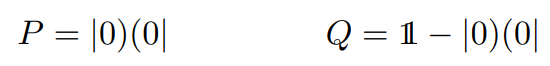 P = |0)(0| Q = 𝟙 − |0)(0|